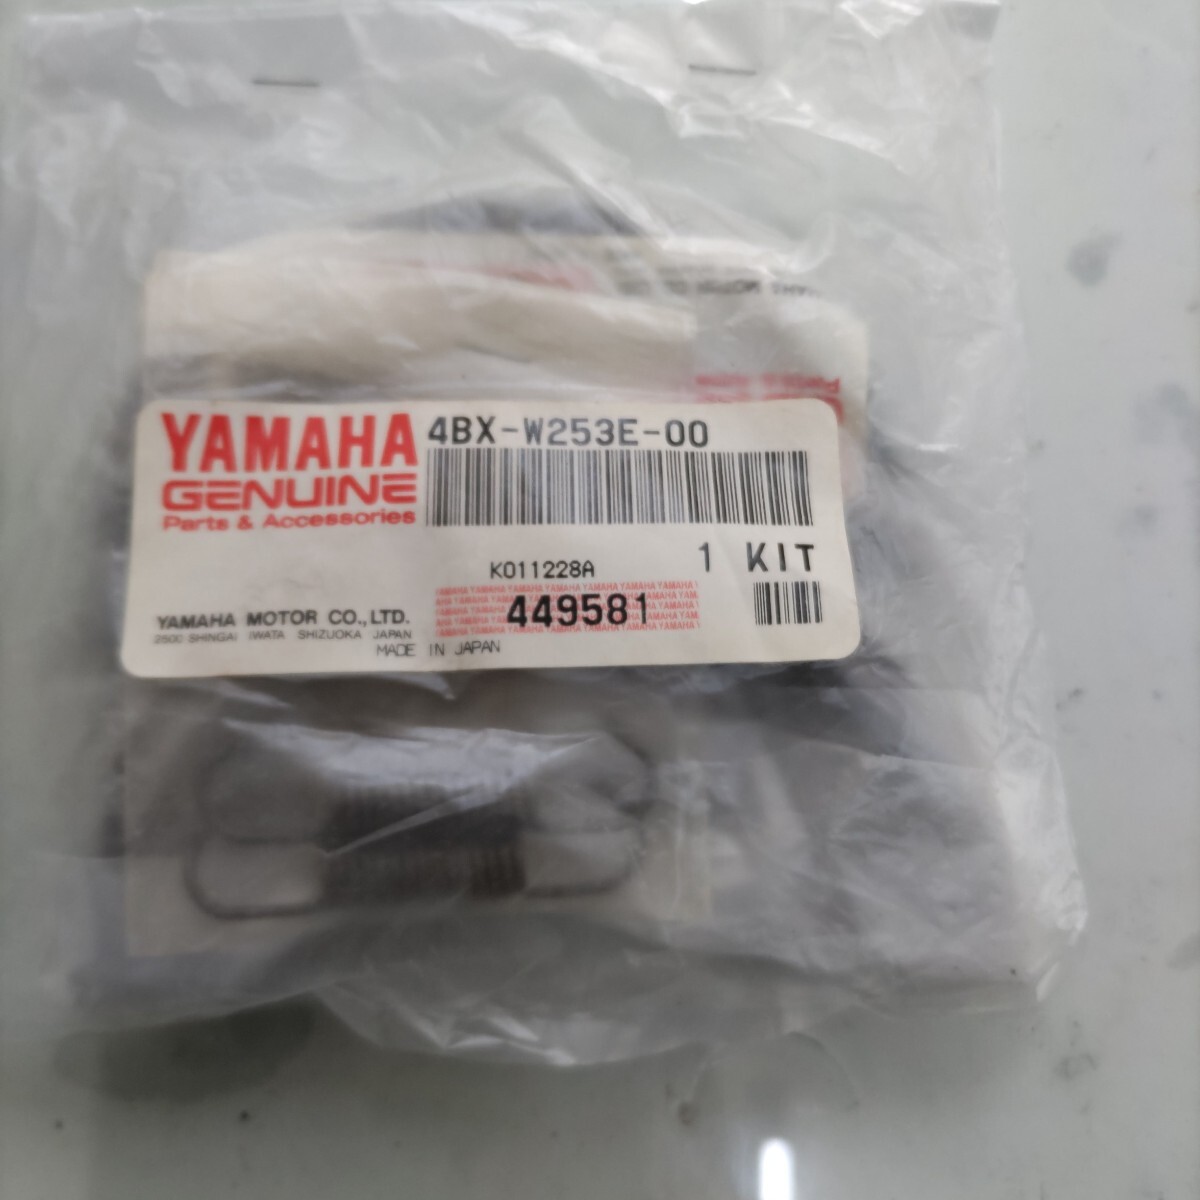 YAMAHA
GENUINE
Parts & Accessories
4BX-W253E-00
1 KIT
K011228A
449581
YAMAHA MOTOR CO., LTD.
2500 SHINGAI IWATA SHIZUOKA JAPAN
MADE IN JAPAN